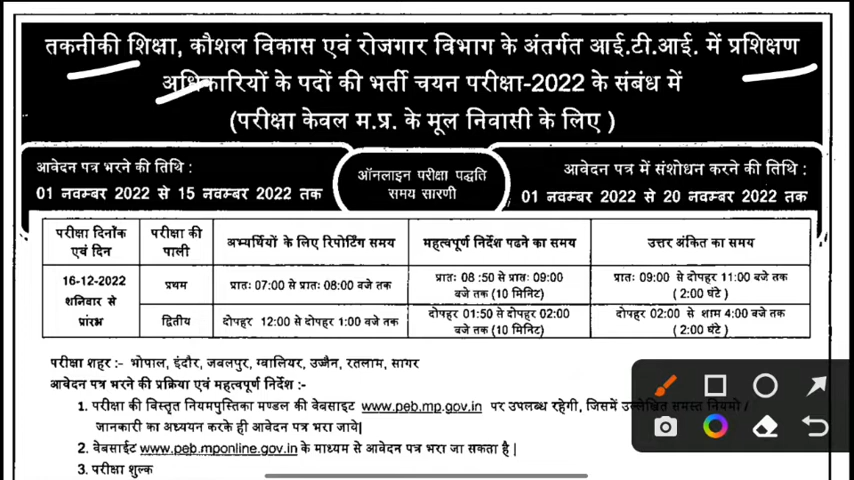 तकनीकी शिक्षा, कौशल विकास एवं रोजगार विभाग के अंतर्गत आई.टी.आई. में प्रशिक्षण
अधिकारियों के पदों की भर्ती चयन परीक्षा-2022 के संबंध में
(परीक्षा केवल म.प्र. के मूल निवासी के लिए )
आवेदन पत्र भरने की तिथि :
01 नवम्बर 2022 से 15 नवम्बर 2022 तक
ऑनलाइन परीक्षा पद्धति
समय सारणी
आवेदन पत्र में संशोधन करने की तिथि :
01 नवम्बर 2022 से 20 नवम्बर 2022 तक
परीक्षा दिनाँक एवं दिन परीक्षा की पाली अभ्यर्थियों के लिए रिपोर्टिंग समय महत्वपूर्ण निर्देश पढने का समय उत्तर अंकित का समय
16-12-2022
शनिवार से
प्रांरभ
प्रथम प्रातः 07:00 से प्रातः 08:00 बजे तक प्रातः 08 :50 से प्रातः 09:00 बजे तक (10 मिनिट) प्रातः 09:00 से दोपहर 11:00 बजे तक ( 2:00 घंटे )
द्वितीय दोपहर 12:00 से दोपहर 1:00 बजे तक दोपहर 01:50 से दोपहर 02:00 बजे तक (10 मिनिट) दोपहर 02:00 से शाम 4:00 बजे तक (2:00 घंटे )
परीक्षा शहर :- भोपाल, इंदौर, जबलपुर, ग्वालियर, उज्जैन, रतलाम, सागर
आवेदन पत्र भरने की प्रक्रिया एवं महत्वपूर्ण निर्देश :-
1. परीक्षा की विस्तृत नियमपुस्तिका मण्डल की वेबसाइट www.peb.mp.gov.in पर उपलब्ध रहेगी, जिसमें उल्लेखित समस्त नियमो /
जानकारी का अध्ययन करके ही आवेदन पत्र भरा जाये|
2. वेबसाईट www.peb.mponline.gov.in के माध्यम से आवेदन पत्र भरा जा सकता है |
3. परीक्षा शुल्क